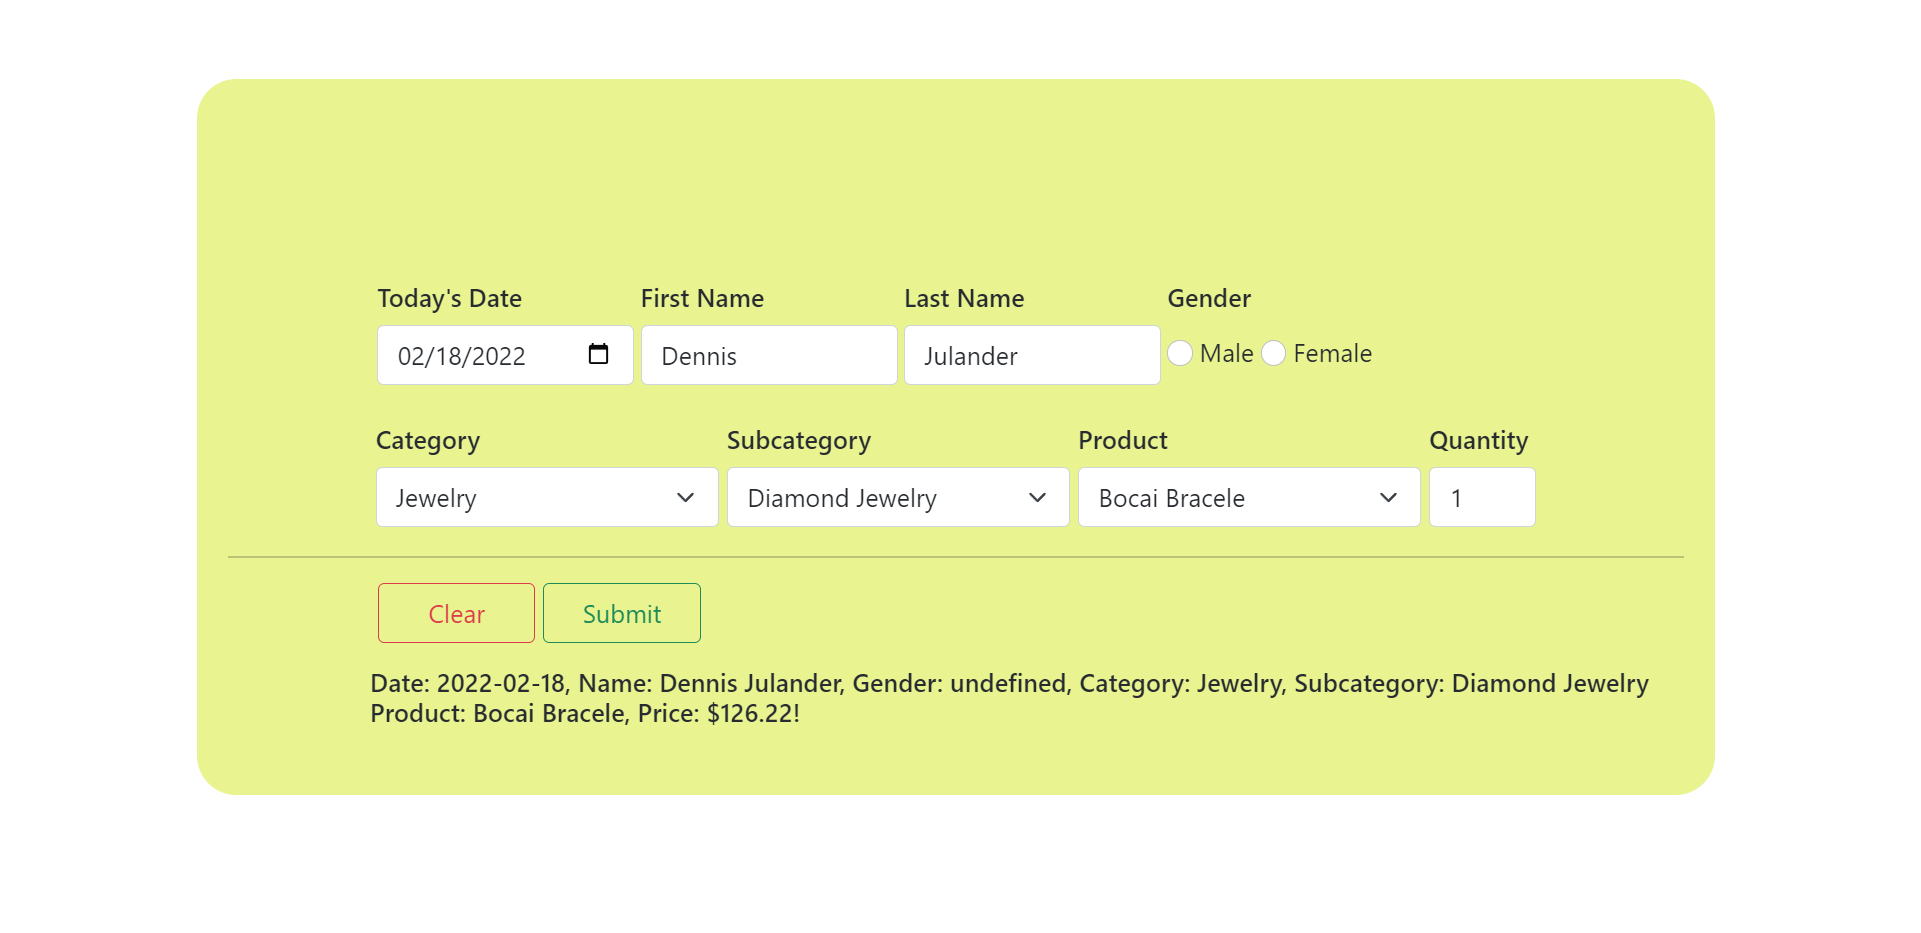 Today's Date First Name Last Name Gender
02/18/2022 Dennis Julander Male Female
Category Subcategory Product Quantity
Jewelry Diamond Jewelry Bocai Bracele 1
Clear Submit
Date: 2022-02-18, Name: Dennis Julander, Gender: undefined, Category: Jewelry, Subcategory: Diamond Jewelry
Product: Bocai Bracele, Price: $126.22!